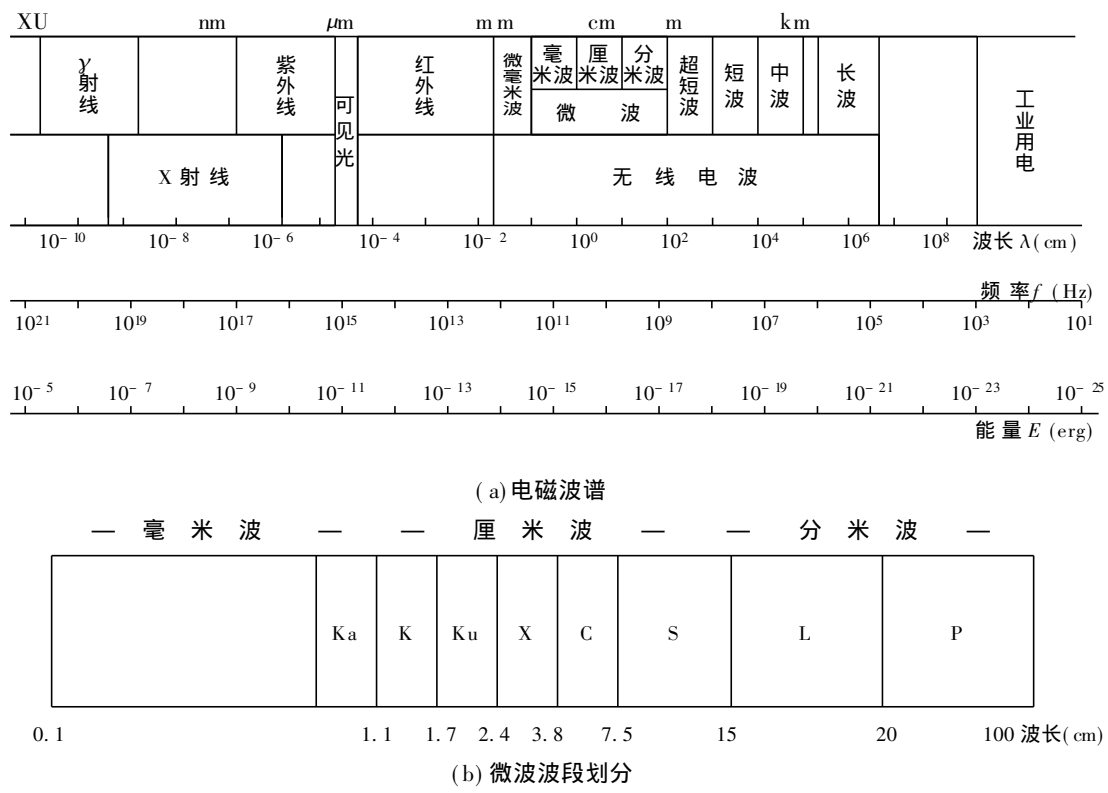 XU nm μm mm cm m km
γ射线 紫外线 可见光 红外线 微毫米波 毫米波 厘米波 分米波 超短波 短波 中波 长波 工业用电
微 波
X 射 线 无 线 电 波
10⁻¹⁰ 10⁻⁸ 10⁻⁶ 10⁻⁴ 10⁻² 10⁰ 10² 10⁴ 10⁶ 10⁸ 波长 λ(cm)
频 率f (Hz)
10²¹ 10¹⁹ 10¹⁷ 10¹⁵ 10¹³ 10¹¹ 10⁹ 10⁷ 10⁵ 10³ 10¹
10⁻⁵ 10⁻⁷ 10⁻⁹ 10⁻¹¹ 10⁻¹³ 10⁻¹⁵ 10⁻¹⁷ 10⁻¹⁹ 10⁻²¹ 10⁻²³ 10⁻²⁵
能 量 E (erg)
(a)电磁波谱
— 毫 米 波 — — 厘 米 波 — — 分 米 波 —
Ka K Ku X C S L P
0.1 1.1 1.7 2.4 3.8 7.5 15 20 100 波长(cm)
(b) 微波波段划分